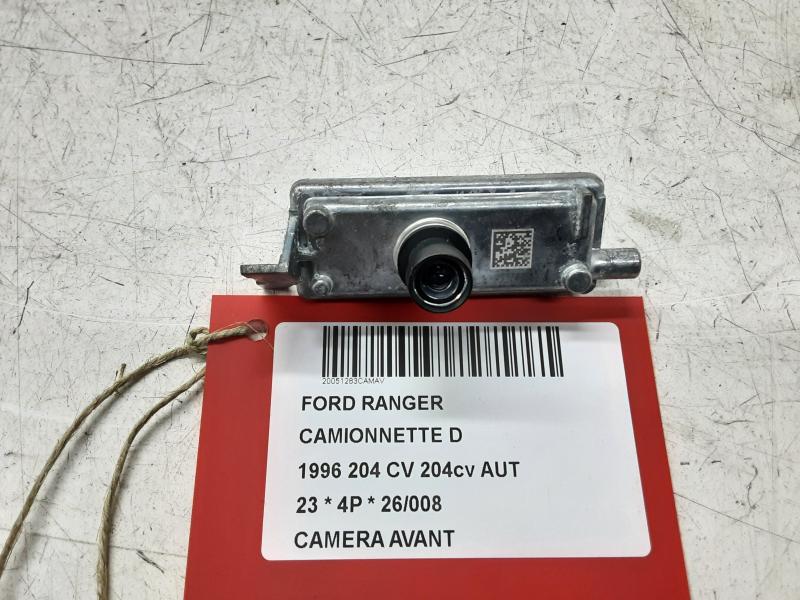 20051283CAMAV
FORD RANGER
CAMIONNETTE D
1996 204 CV 204cv AUT
23 * 4P * 26/008
CAMERA AVANT